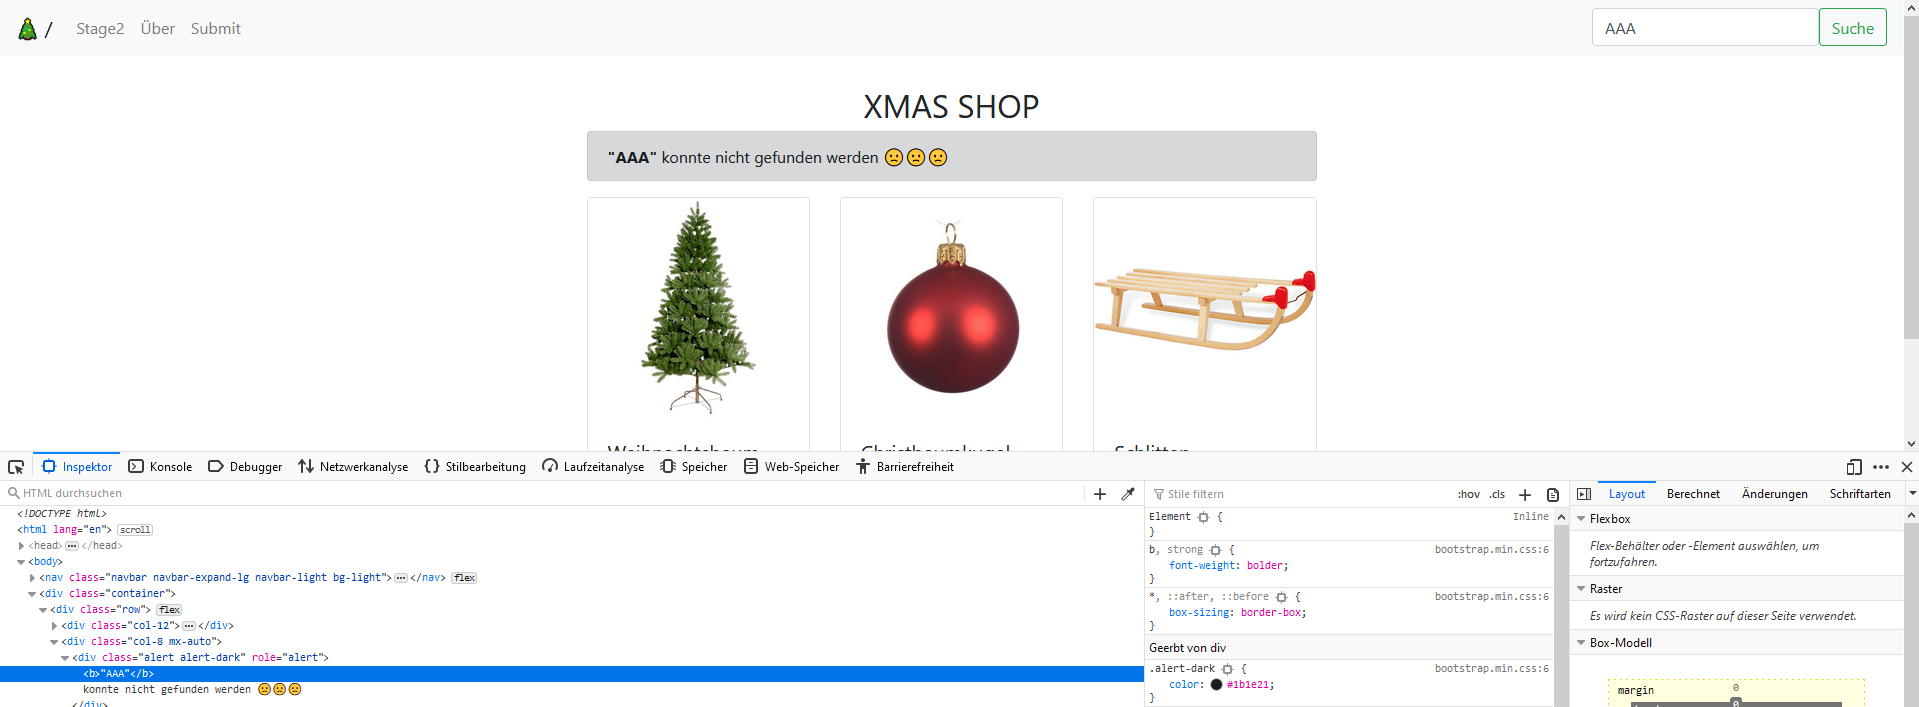 / Stage2 Über Submit AAA Suche
XMAS SHOP
"AAA" konnte nicht gefunden werden 🙁🙁🙁
Weihnachtsbaum Christbaumkugel Schlitten
Inspektor Konsole Debugger Netzwerkanalyse Stilbearbeitung Laufzeitanalyse Speicher Web-Speicher Barrierefreiheit
HTML durchsuchen
<!DOCTYPE html>
<html lang="en"> scroll
<head> ⋯ </head>
<body>
<nav class="navbar navbar-expand-lg navbar-light bg-light"> ⋯ </nav> flex
<div class="container">
<div class="row"> flex
<div class="col-12"> ⋯ </div>
<div class="col-8 mx-auto">
<div class="alert alert-dark" role="alert">
<b>"AAA"</b>
konnte nicht gefunden werden 🙁🙁🙁
</div>
Stile filtern :hov .cls
Element { Inline
}
b, strong { bootstrap.min.css:6
font-weight: bolder;
}
*, ::after, ::before { bootstrap.min.css:6
box-sizing: border-box;
}
Geerbt von div
.alert-dark { bootstrap.min.css:6
color: #1b1e21;
}
Layout Berechnet Änderungen Schriftarten
Flexbox
Flex-Behälter oder -Element auswählen, um
fortzufahren.
Raster
Es wird kein CSS-Raster auf dieser Seite verwendet.
Box-Modell
margin 0
0